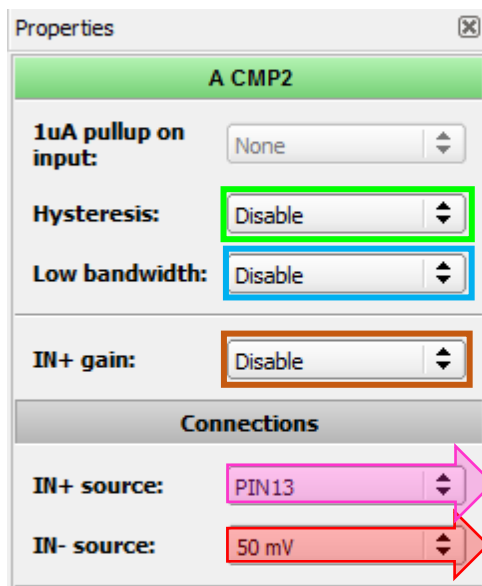 Properties
A CMP2
1uA pullup on
input:
None
Hysteresis:
Disable
Low bandwidth:
Disable
IN+ gain:
Disable
Connections
IN+ source:
PIN13
IN- source:
50 mV